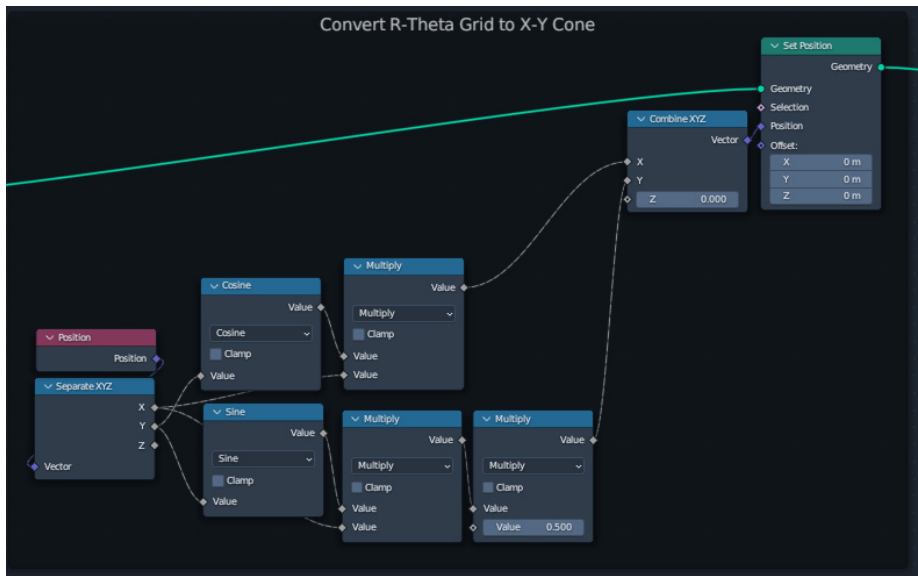 Convert R-Theta Grid to X-Y Cone
Set Position
Geometry
Geometry
Selection
Position
Offset:
X 0 m
Y 0 m
Z 0 m
Combine XYZ
Vector
X
Y
Z 0.000
Multiply
Value
Multiply
Clamp
Value
Value
Cosine
Value
Cosine
Clamp
Value
Position
Position
Separate XYZ
X
Y
Z
Vector
Sine
Value
Sine
Clamp
Value
Multiply
Value
Multiply
Clamp
Value
Value
Multiply
Value
Multiply
Clamp
Value
Value 0.500